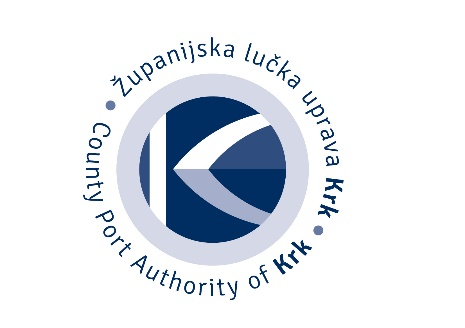 Županijska lučka uprava Krk
County Port Authority of Krk